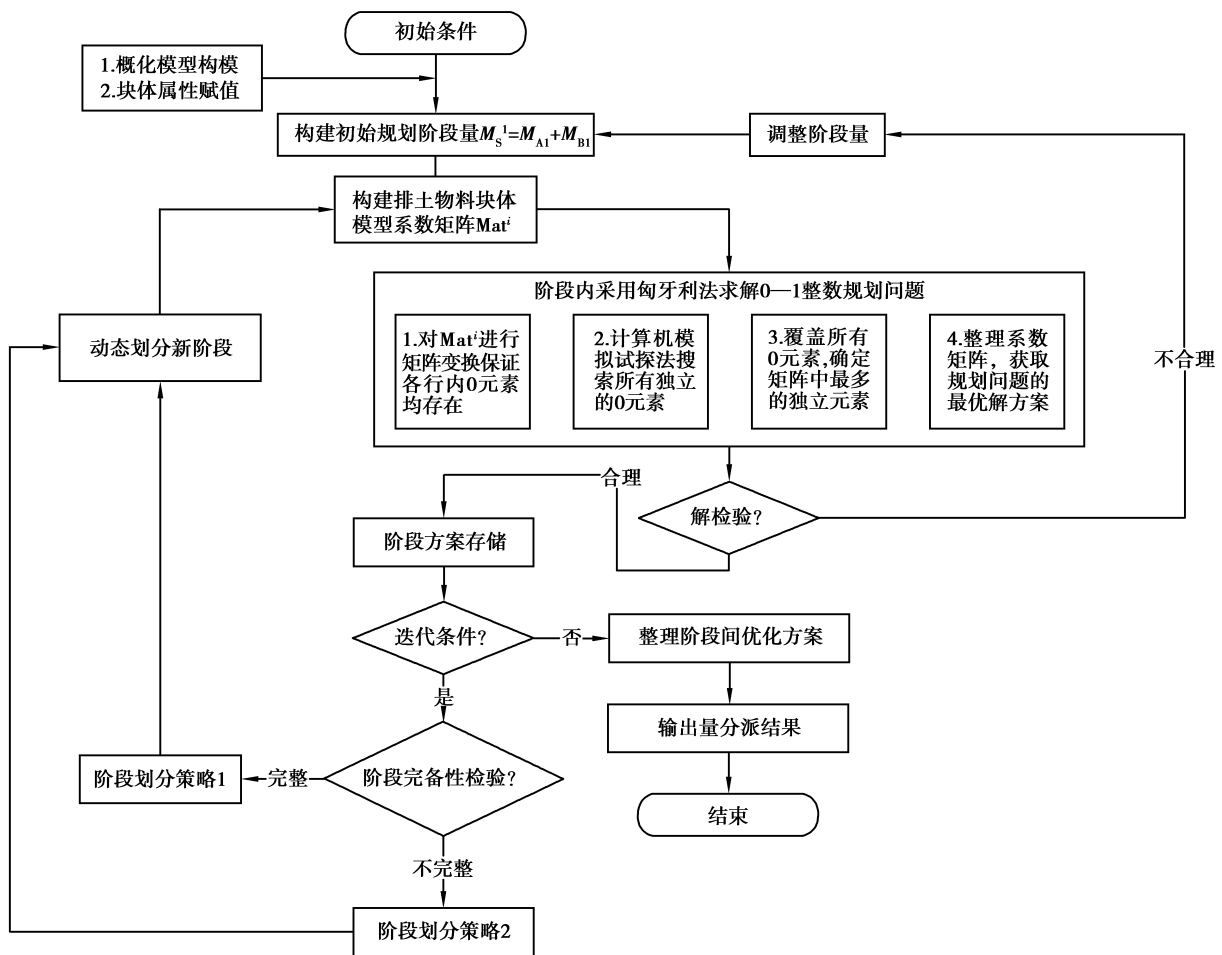 初始条件
1.概化模型构模
2.块体属性赋值
构建初始规划阶段量M_S^1=M_A1+M_B1
调整阶段量
构建排土物料块体
模型系数矩阵Mat^i
阶段内采用匈牙利法求解0—1整数规划问题
1.对Mat^i进行
矩阵变换保证
各行内0元素
均存在
2.计算机模
拟试探法搜
索所有独立
的0元素
3.覆盖所有
0元素,确定
矩阵中最多
的独立元素
4.整理系数
矩阵，获取
规划问题的
最优解方案
动态划分新阶段
不合理
合理
解检验?
阶段方案存储
迭代条件?
否
整理阶段间优化方案
是
输出量分派结果
阶段划分策略1
完整
阶段完备性检验?
结束
不完整
阶段划分策略2